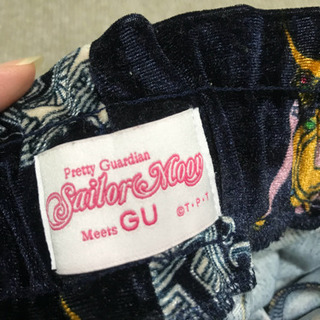 Pretty Guardian
Sailor Moon
Meets GU
©T・P・T